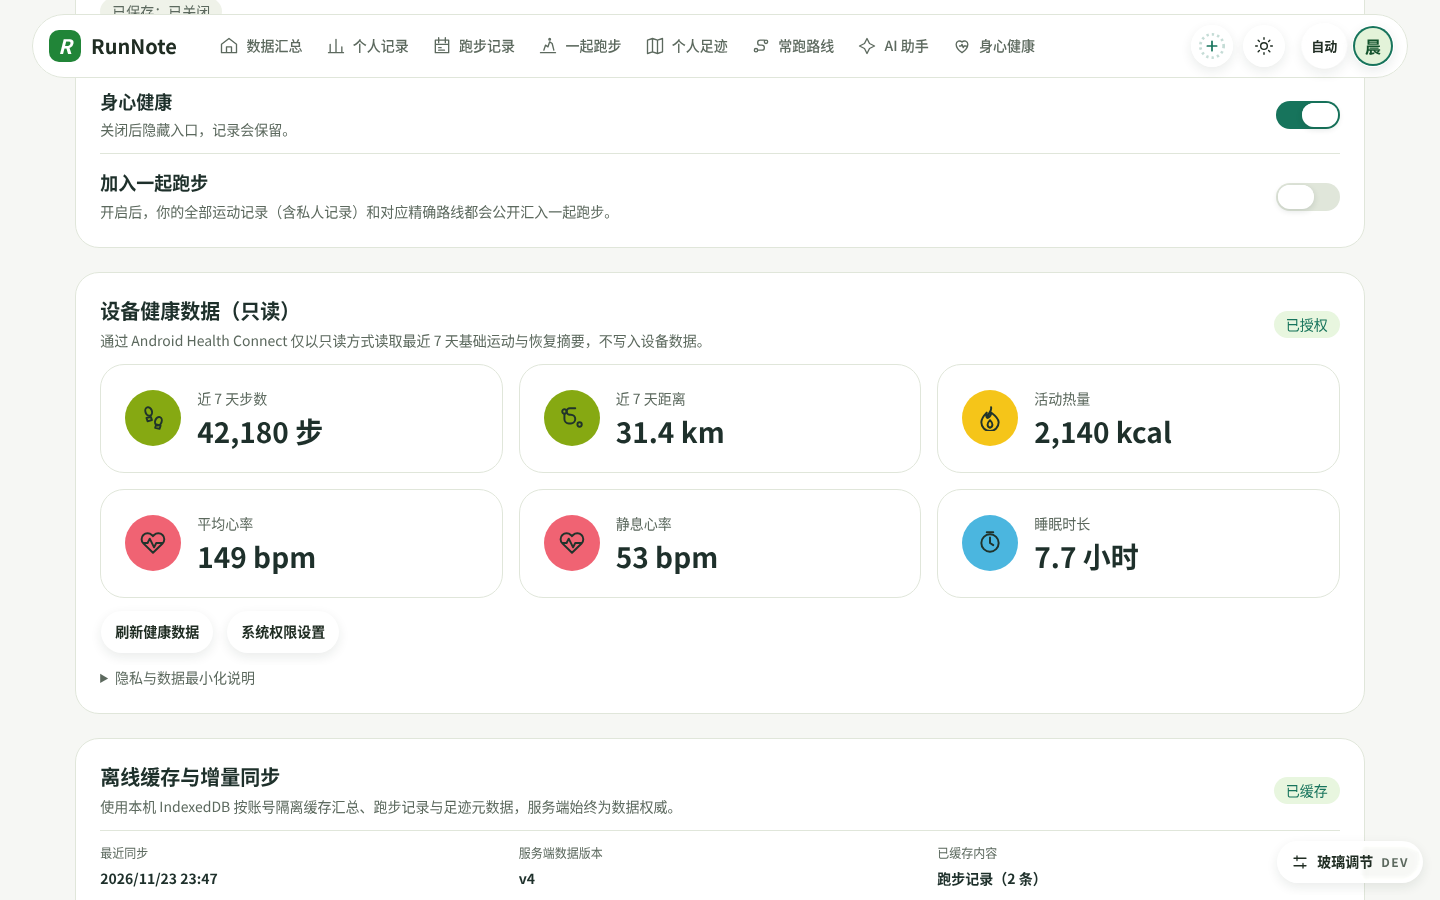 已保存：已关闭
R RunNote 数据汇总 个人记录 跑步记录 一起跑步 个人足迹 常跑路线 AI 助手 身心健康 自动 晨
身心健康
关闭后隐藏入口，记录会保留。
加入一起跑步
开启后，你的全部运动记录（含私人记录）和对应精确路线都会公开汇入一起跑步。
设备健康数据（只读）
已授权
通过 Android Health Connect 仅以只读方式读取最近 7 天基础运动与恢复摘要，不写入设备数据。
近 7 天步数
42,180 步
近 7 天距离
31.4 km
活动热量
2,140 kcal
平均心率
149 bpm
静息心率
53 bpm
睡眠时长
7.7 小时
刷新健康数据 系统权限设置
隐私与数据最小化说明
离线缓存与增量同步
已缓存
使用本机 IndexedDB 按账号隔离缓存汇总、跑步记录与足迹元数据，服务端始终为数据权威。
最近同步
2026/11/23 23:47
服务端数据版本
v4
已缓存内容
跑步记录（2 条）
玻璃调节 DEV